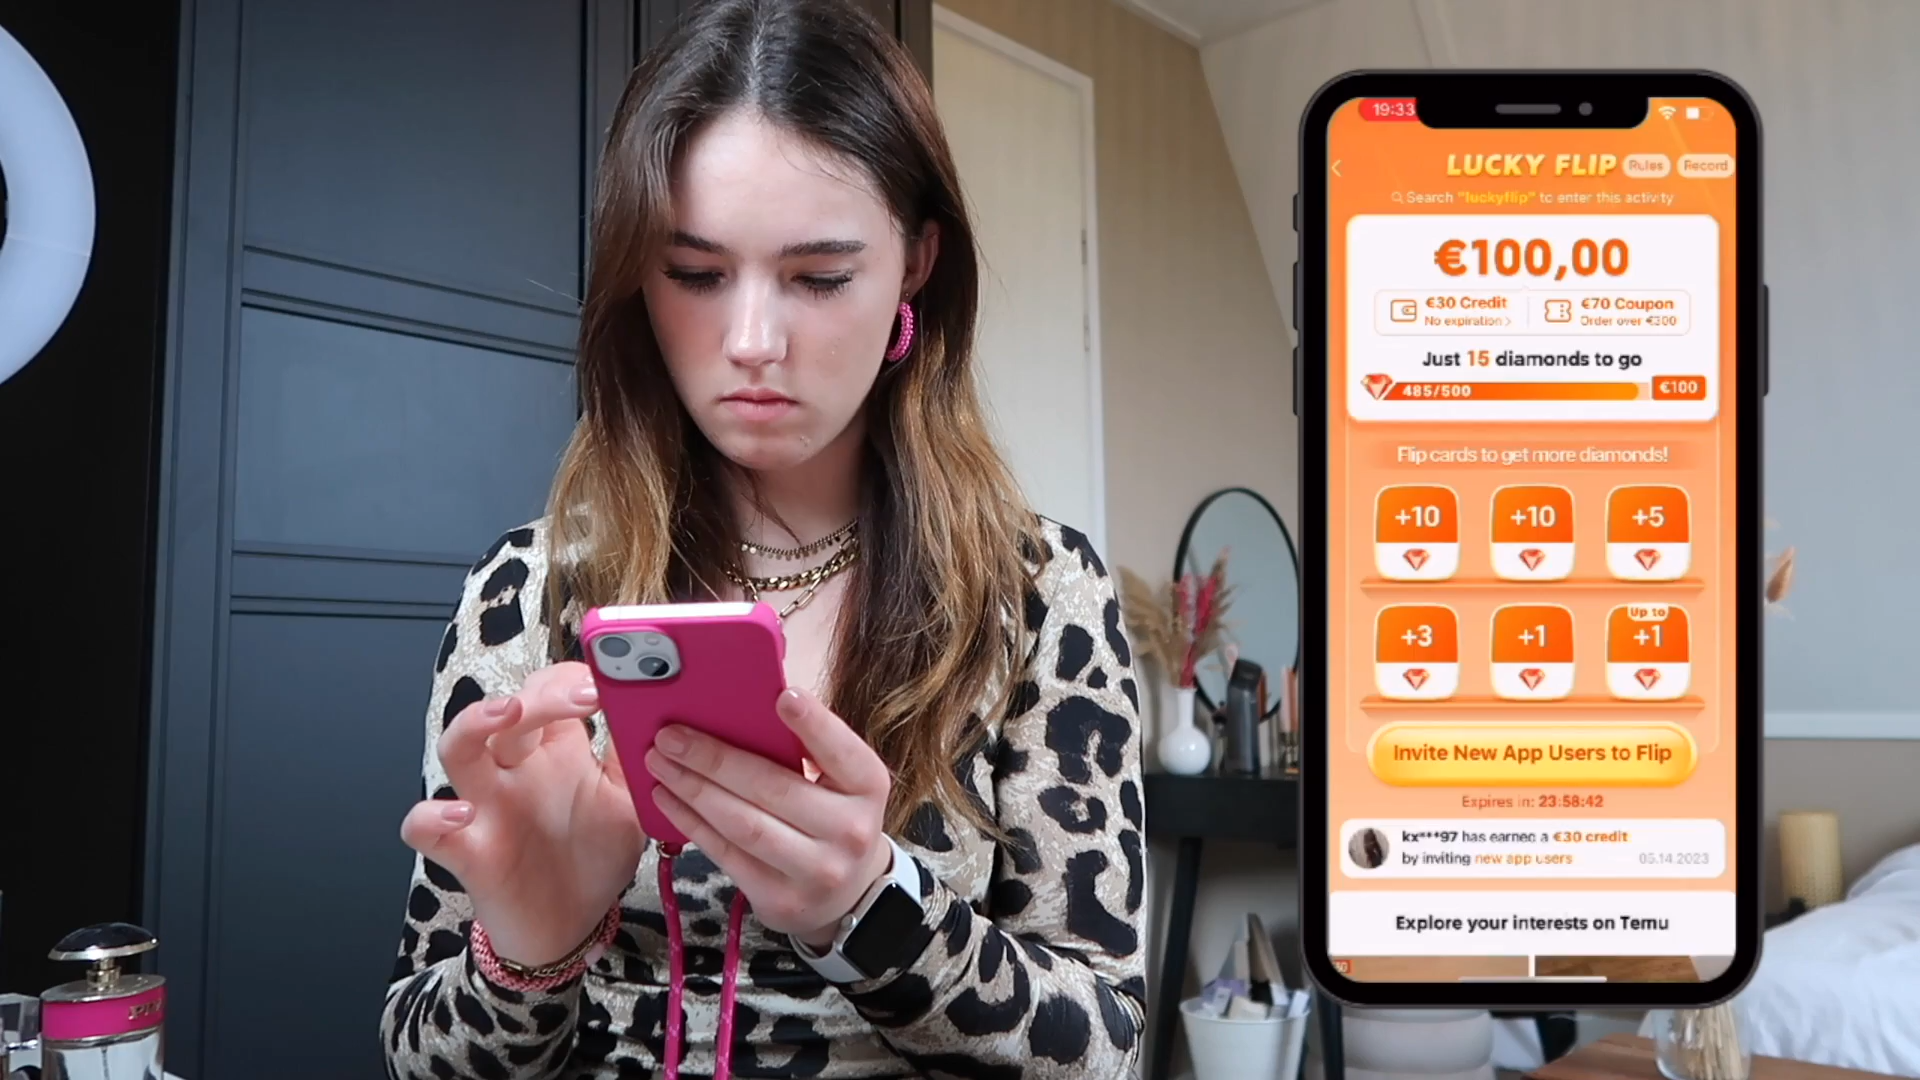 19:33
LUCKY FLIP Rules Record
Search "luckyflip" to enter this activity
€100,00
€30 Credit
No expiration >
€70 Coupon
Order over €300
Just 15 diamonds to go
485/500 €100
Flip cards to get more diamonds!
+10 +10 +5
Up to
+3 +1 +1
Invite New App Users to Flip
Expires in: 23:58:42
kx***97 has earned a €30 credit
by inviting new app users 05.14.2023
Explore your interests on Temu